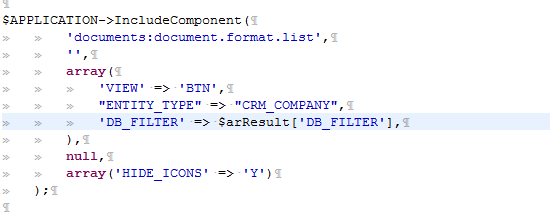 $APPLICATION->IncludeComponent(
'documents:document.format.list',
'',
array(
'VIEW' => 'BTN',
"ENTITY_TYPE" => "CRM_COMPANY",
'DB_FILTER' => $arResult['DB_FILTER'],
),
null,
array('HIDE_ICONS' => 'Y')
);